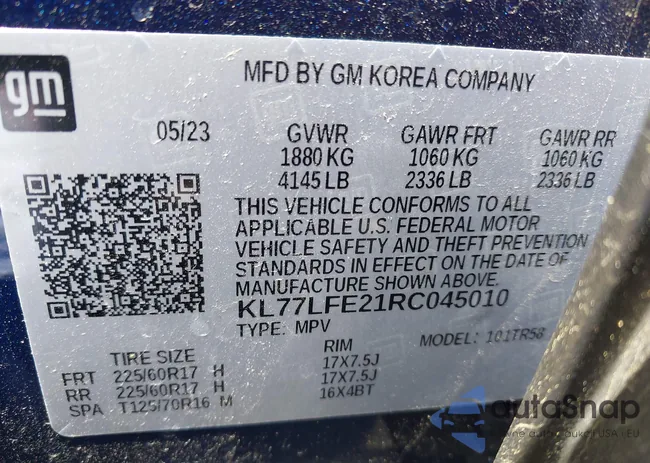 gm
MFD BY GM KOREA COMPANY
05/23 GVWR GAWR FRT GAWR RR
1880 KG 1060 KG 1060 KG
4145 LB 2336 LB 2336 LB
THIS VEHICLE CONFORMS TO ALL
APPLICABLE U.S. FEDERAL MOTOR
VEHICLE SAFETY AND THEFT PREVENTION
STANDARDS IN EFFECT ON THE DATE OF
MANUFACTURE SHOWN ABOVE.
KL77LFE21RC045010
TYPE: MPV MODEL: 101TR58
TIRE SIZE RIM
FRT 225/60R17 H 17X7.5J
RR 225/60R17 H 17X7.5J
SPA T125/70R16 M 16X4BT
autoSnap